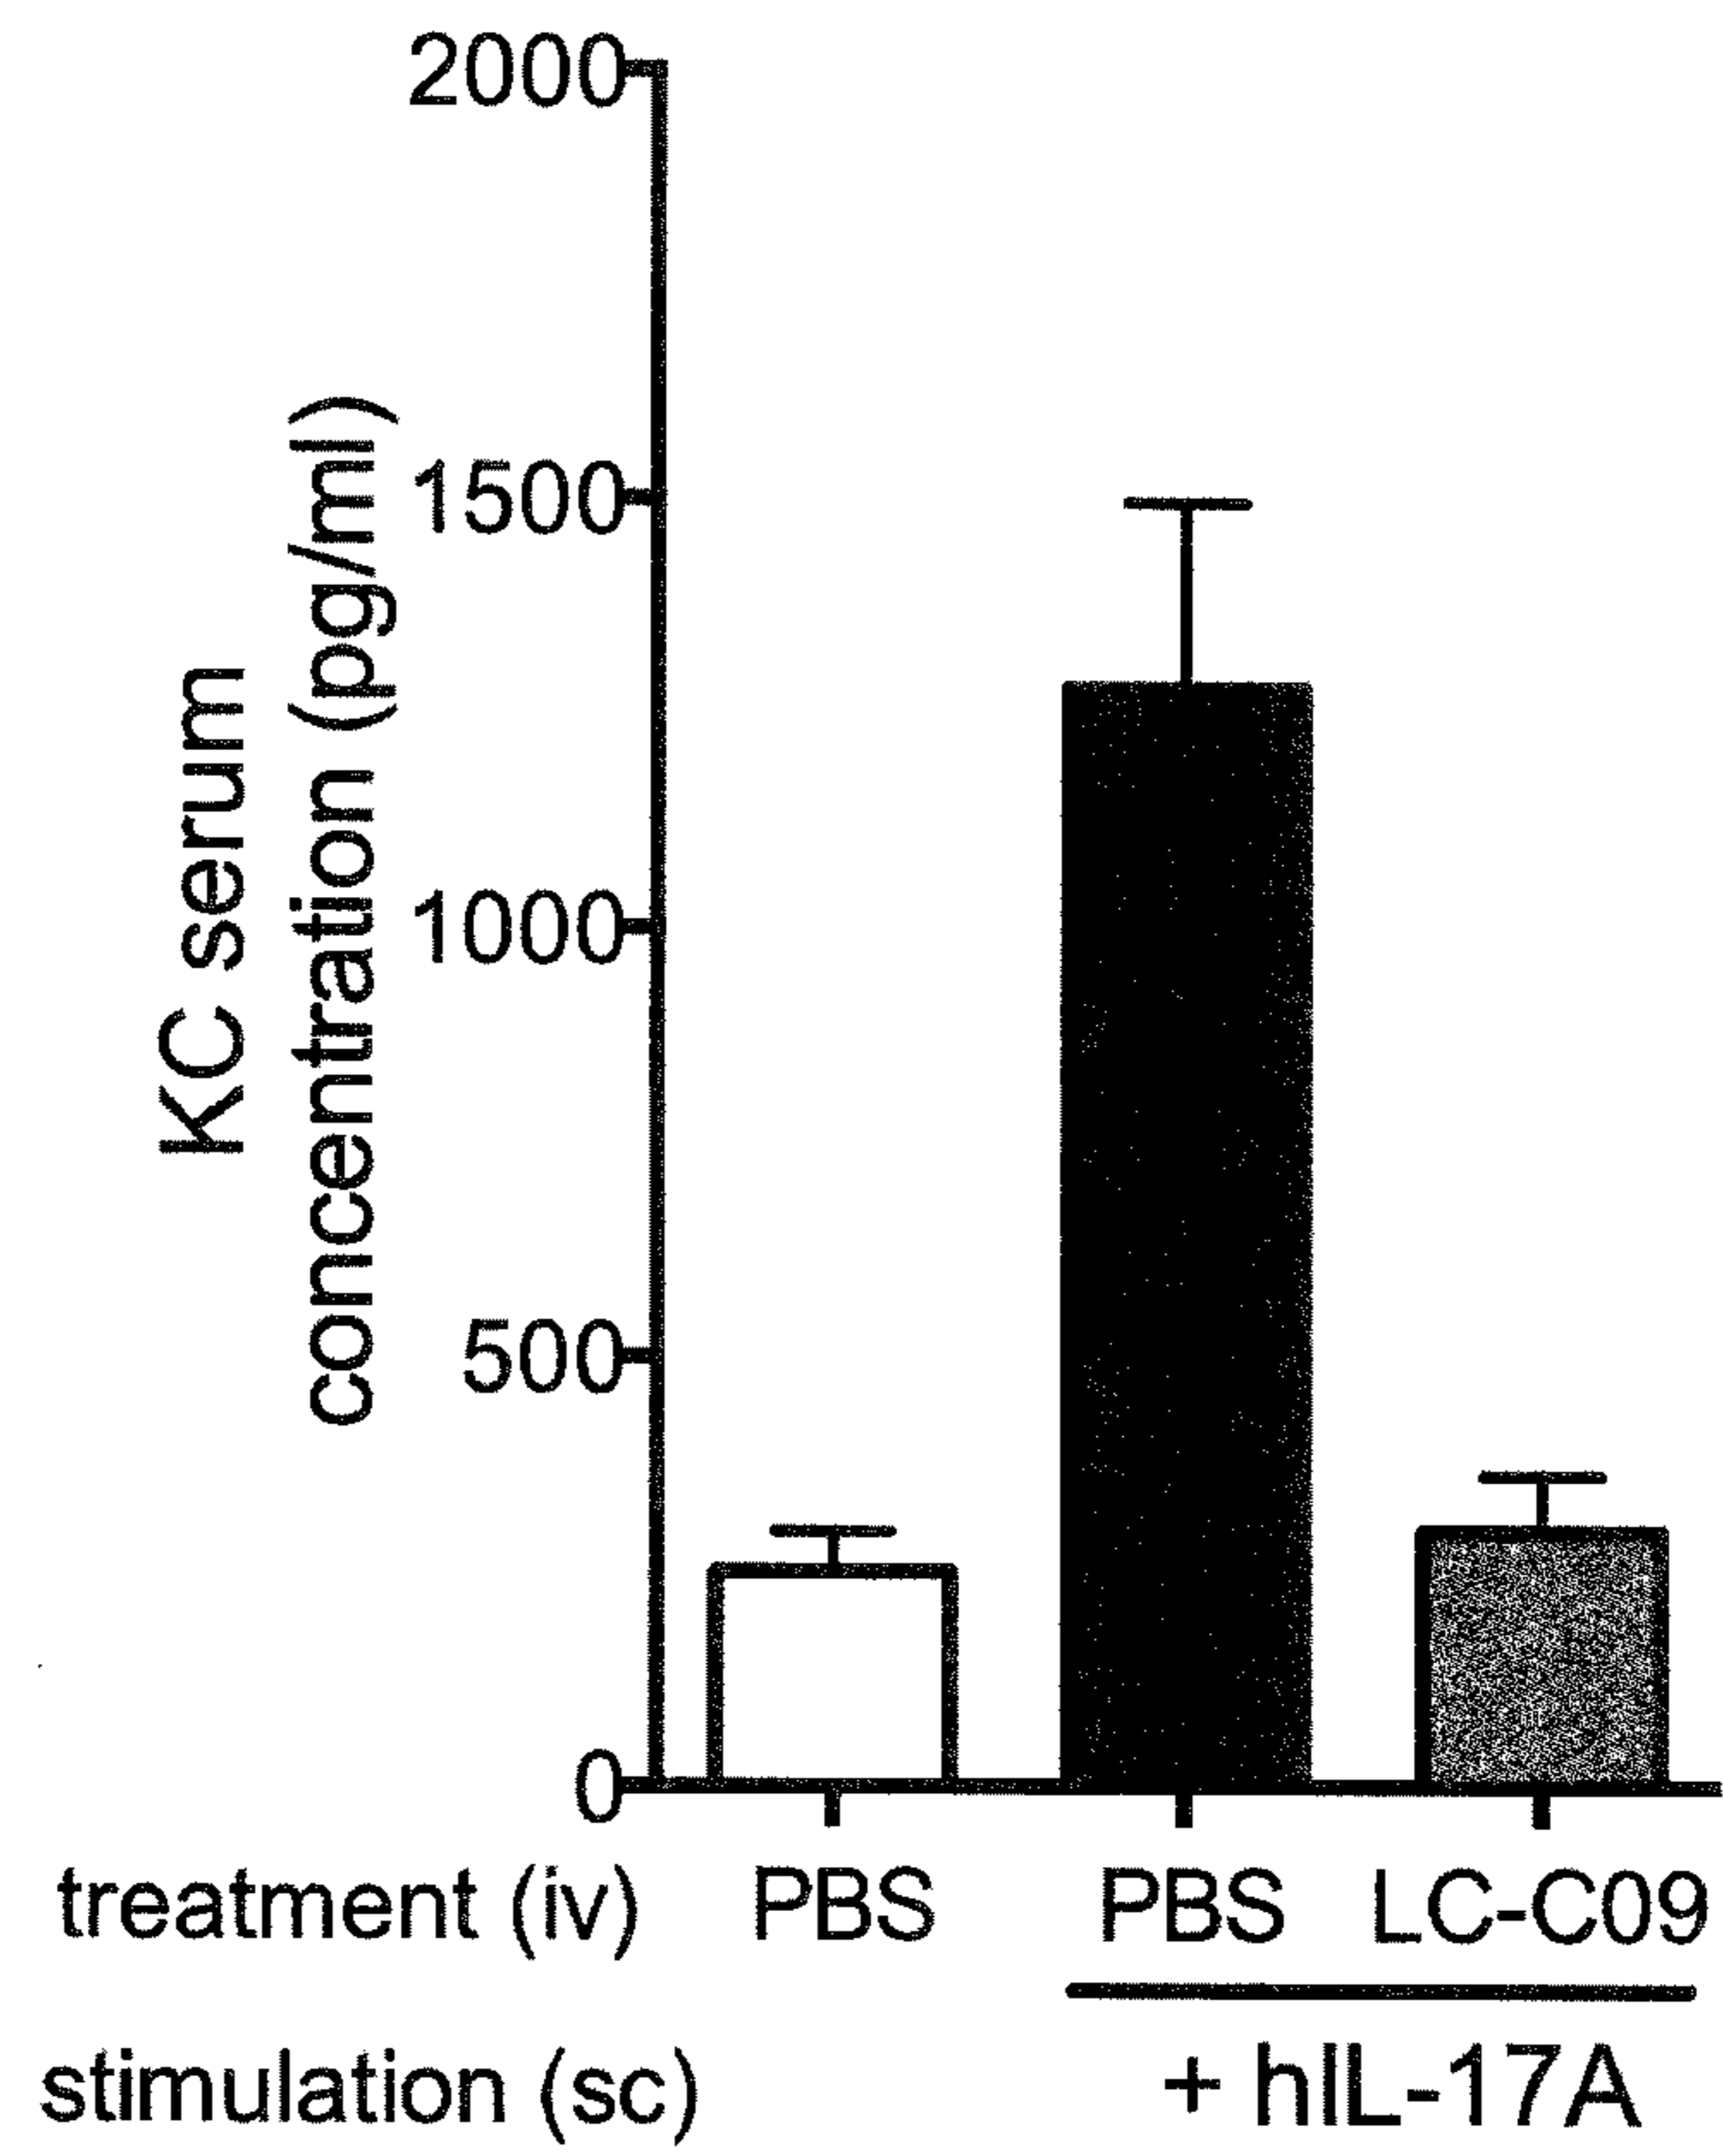 KC serum
concentration (pg/ml)
2000
1500
1000
500
0
treatment (iv) PBS PBS LC-C09
stimulation (sc) + hIL-17A